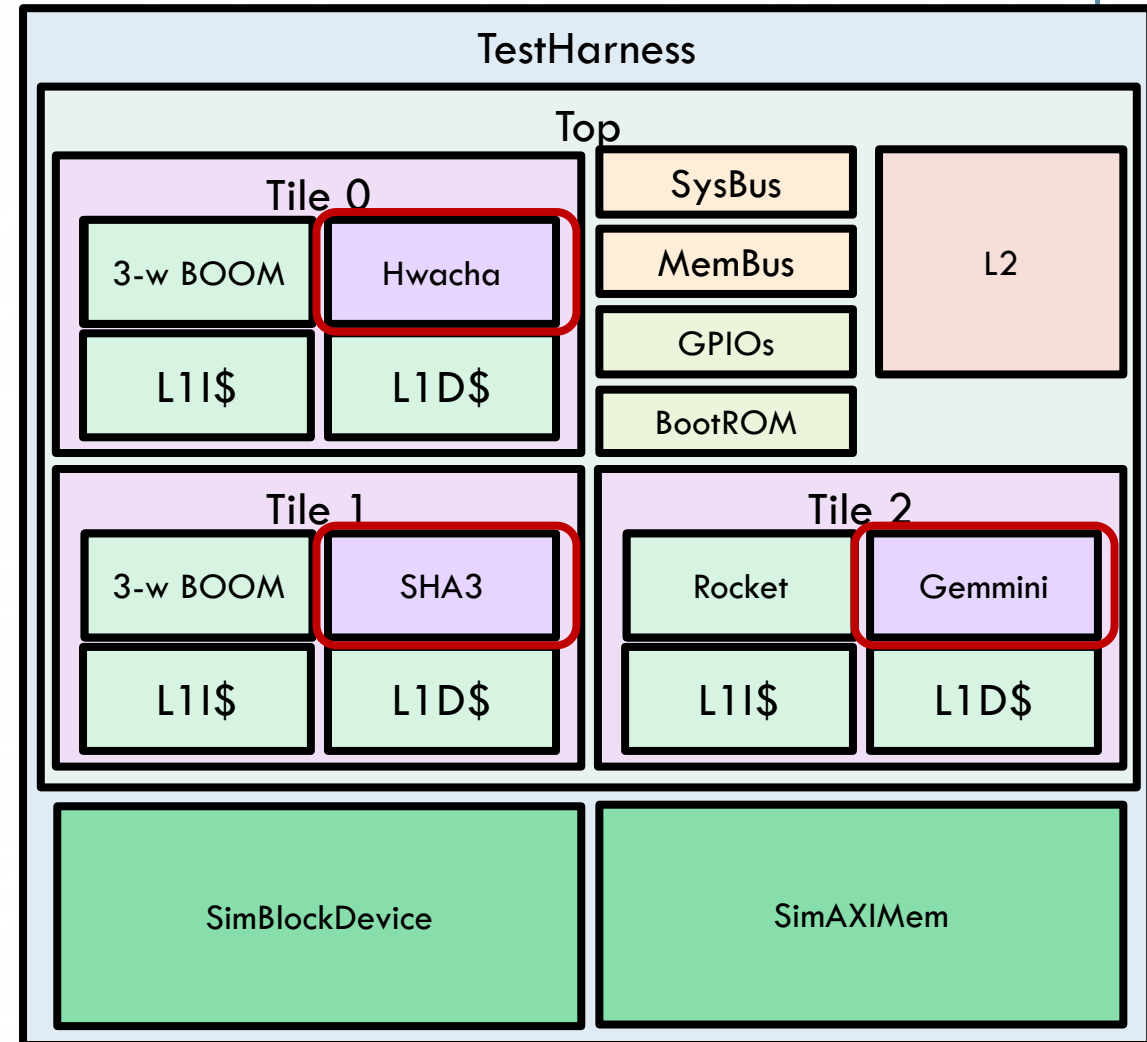 TestHarness
Top
Tile 0
3-w BOOM
Hwacha
L1I$
L1D$
SysBus
MemBus
GPIOs
BootROM
L2
Tile 1
3-w BOOM
SHA3
L1I$
L1D$
Tile 2
Rocket
Gemmini
L1I$
L1D$
SimBlockDevice
SimAXIMem